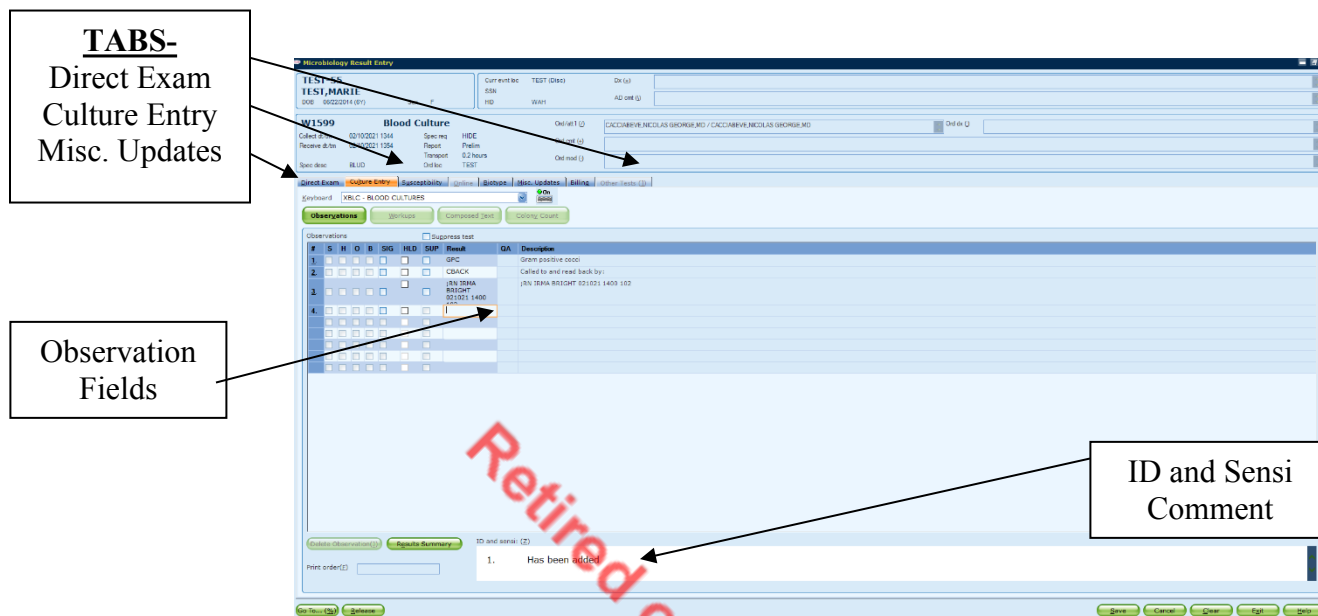 TABS-
Direct Exam
Culture Entry
Misc. Updates
Observation
Fields
ID and Sensi
Comment
Microbiology Result Entry
TEST-55
TEST,MARIE
DOB 06/22/2014 (6Y) F
Curr evnt loc TEST (Disc)
SSN
HD WAH
Dx
AD cmt
W1599 Blood Culture
Collect dt/tm 02/10/2021 1344
Receive dt/tm 02/10/2021 1354
Spec desc BLUD
Spec req HIDE
Report Prelim
Transport 0.2 hours
Ord loc TEST
Ord/att1 CACCIABEVE,NICOLAS GEORGE,MD / CACCIABEVE,NICOLAS GEORGE,MD
Ord mod
Ord dx
Direct Exam Culture Entry Susceptibility Online Biotype Misc. Updates Billing Other Tests
Keyboard XBLC - BLOOD CULTURES On
Observations Workups Composed Text Colony Count
Observations Suppress test
# S H O B SIG HLD SUP Result QA Description
1. GPC Gram positive cocci
2. CBACK Called to and read back by:
3. ;RN IRMA BRIGHT 021021 1400 102 ;RN IRMA BRIGHT 021021 1400 102
4.
Delete Observation Results Summary
ID and sensi: (Z)
1. Has been added
Print order
Release Save Cancel Clear Exit Help
Retired